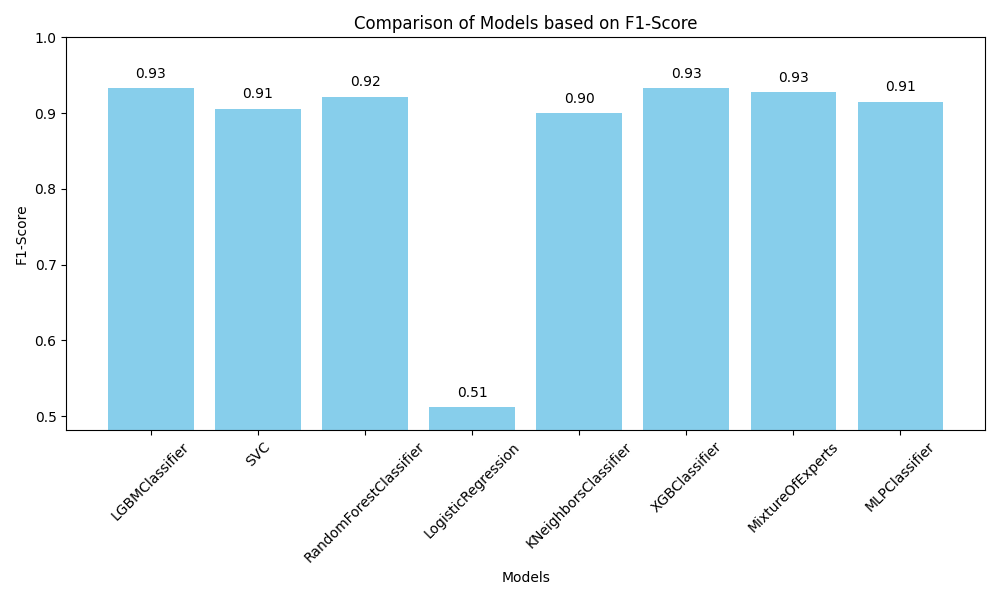 Comparison of Models based on F1-Score
1.0
0.9
0.8
0.7
0.6
0.5
F1-Score
0.93
0.91
0.92
0.51
0.90
0.93
0.93
0.91
LGBMClassifier
SVC
RandomForestClassifier
LogisticRegression
KNeighborsClassifier
XGBClassifier
MixtureOfExperts
MLPClassifier
Models